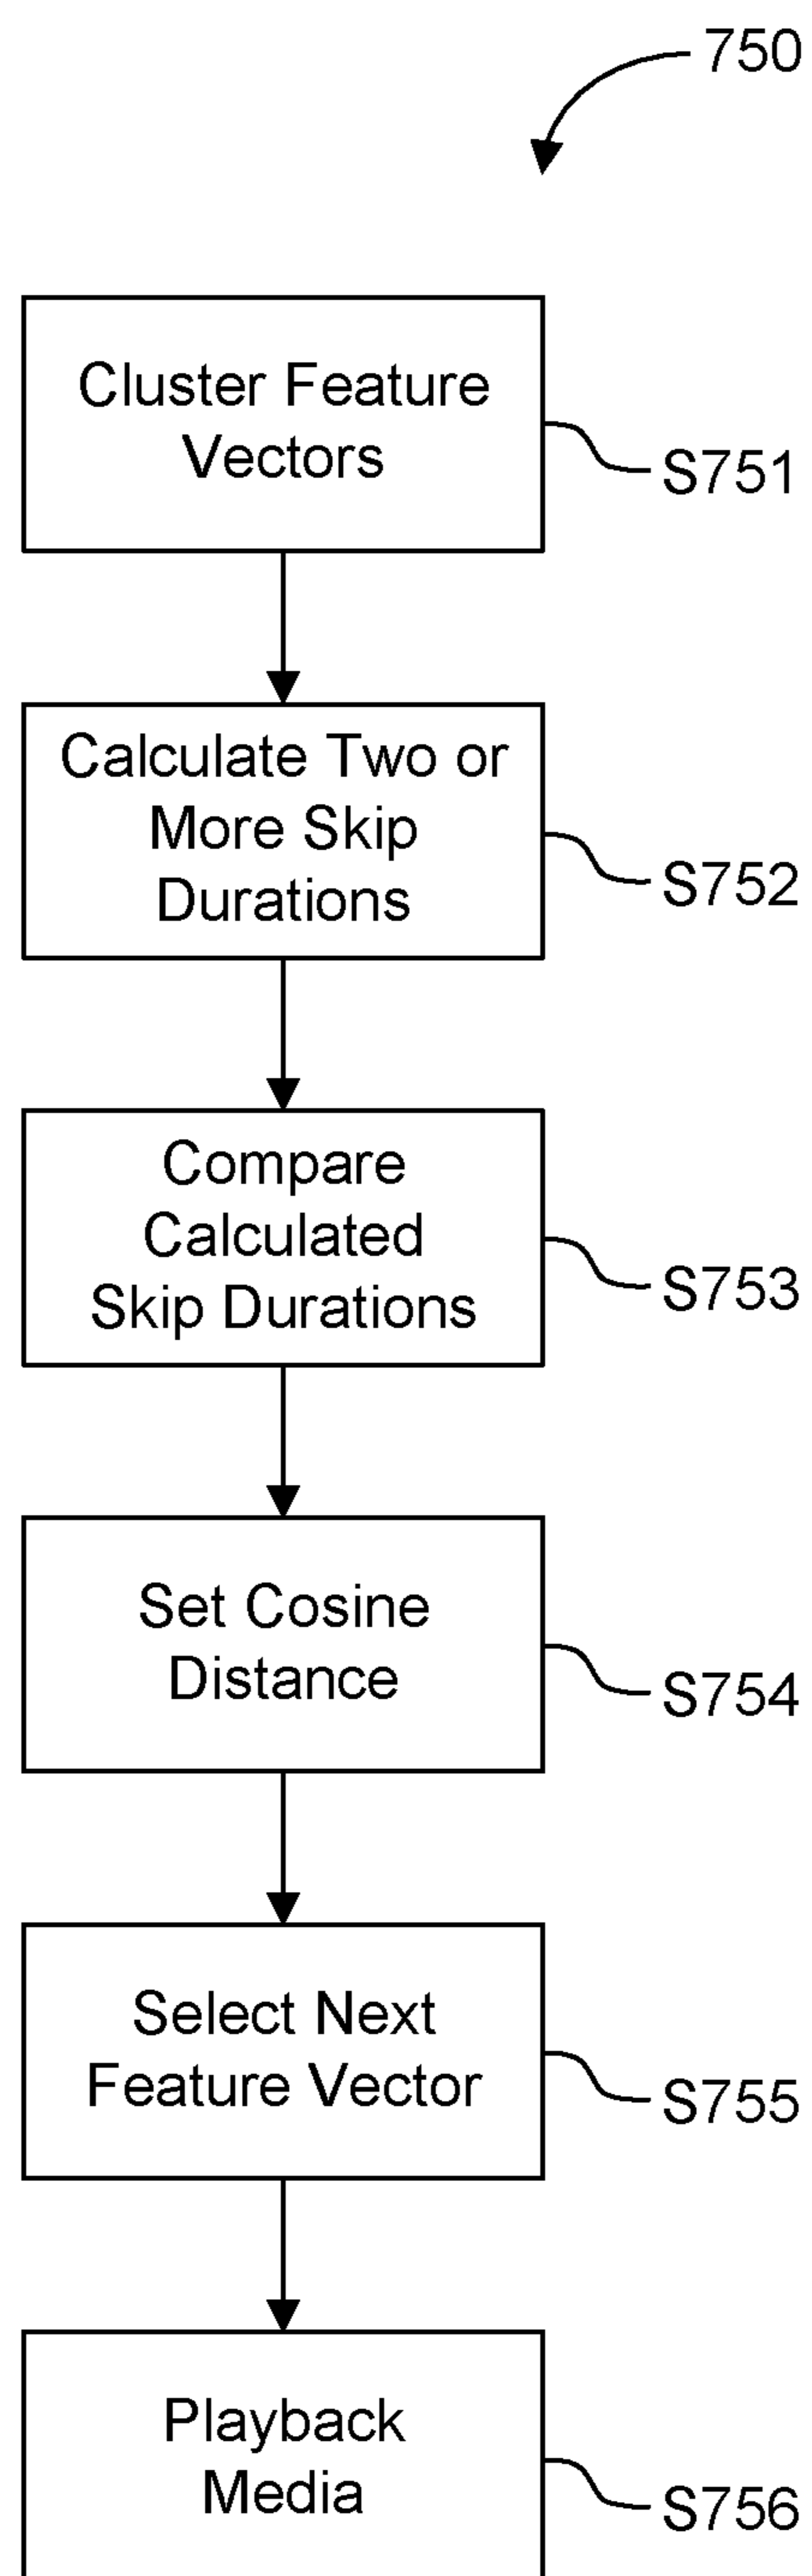 750
Cluster Feature
Vectors
S751
Calculate Two or
More Skip
Durations
S752
Compare
Calculated
Skip Durations
S753
Set Cosine
Distance
S754
Select Next
Feature Vector
S755
Playback
Media
S756